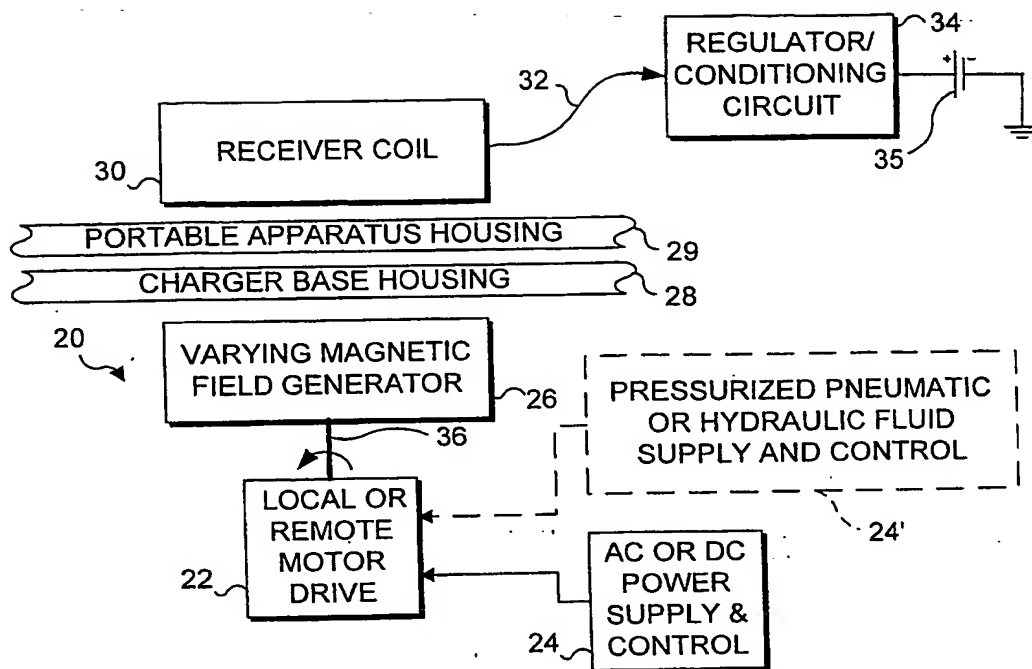 34
REGULATOR/
CONDITIONING
CIRCUIT
+
-
35
32
RECEIVER COIL
30
PORTABLE APPARATUS HOUSING
29
CHARGER BASE HOUSING
28
20
VARYING MAGNETIC
FIELD GENERATOR
26
36
PRESSURIZED PNEUMATIC
OR HYDRAULIC FLUID
SUPPLY AND CONTROL
24'
LOCAL OR
REMOTE
MOTOR
DRIVE
22
AC OR DC
POWER
SUPPLY &
CONTROL
24